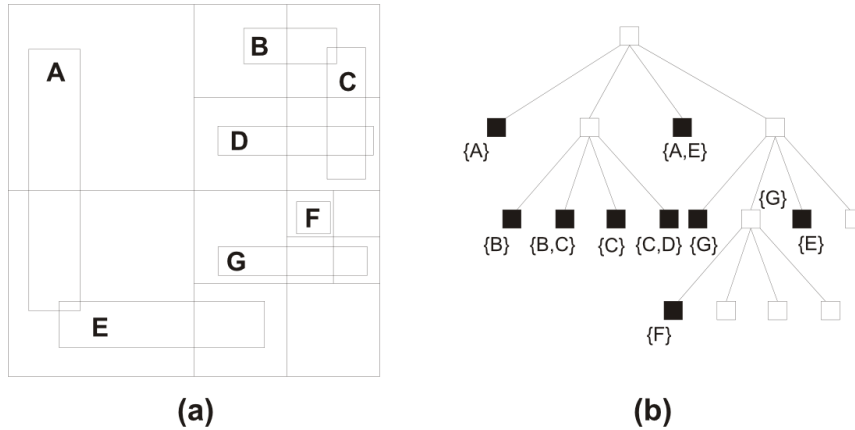 A
B
C
D
F
G
E
(a)
{A}
{A,E}
{G}
{B}
{B,C}
{C}
{C,D}
{G}
{E}
{F}
(b)